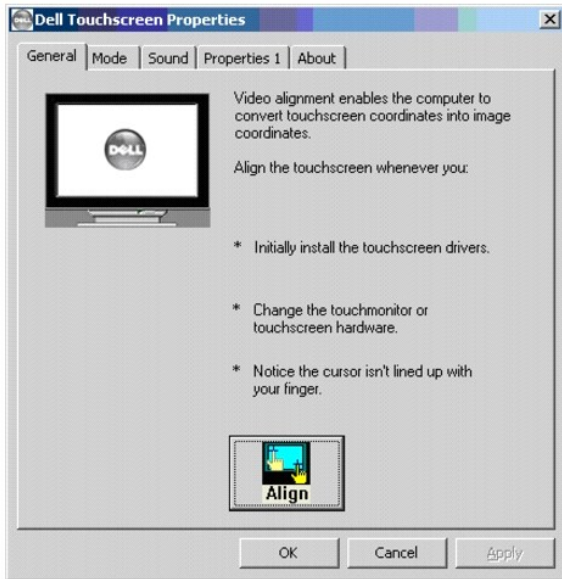 Dell Touchscreen Properties
General Mode Sound Properties 1 About
DELL
Video alignment enables the computer to
convert touchscreen coordinates into image
coordinates.
Align the touchscreen whenever you:
* Initially install the touchscreen drivers.
* Change the touchmonitor or
touchscreen hardware.
* Notice the cursor isn't lined up with
your finger.
Align
OK Cancel Apply